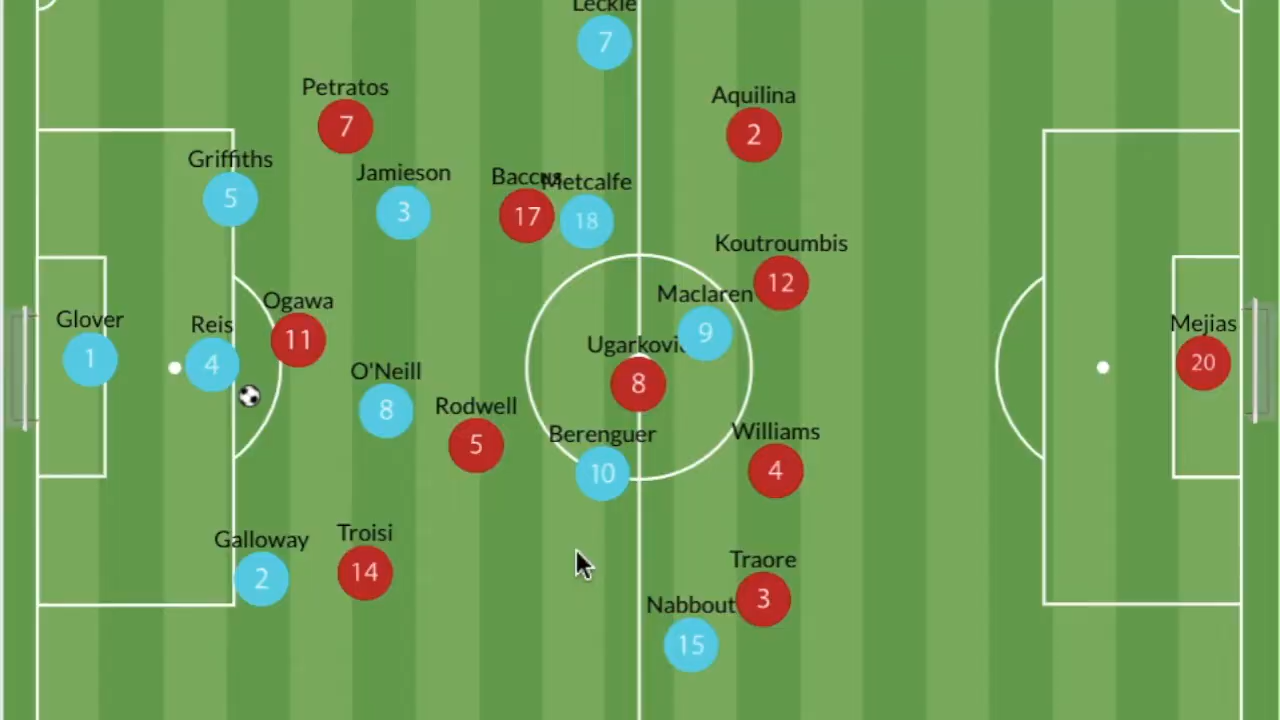 Leckie
7
Petratos
7
Aquilina
2
Griffiths
5
Jamieson
3
Baccus
17
Metcalfe
18
Koutroumbis
12
Maclaren
9
Glover
1
Reis
4
Ogawa
11
Ugarkovic
8
Mejias
20
O'Neill
8
Rodwell
5
Berenguer
10
Williams
4
Galloway
2
Troisi
14
Traore
3
Nabbout
15